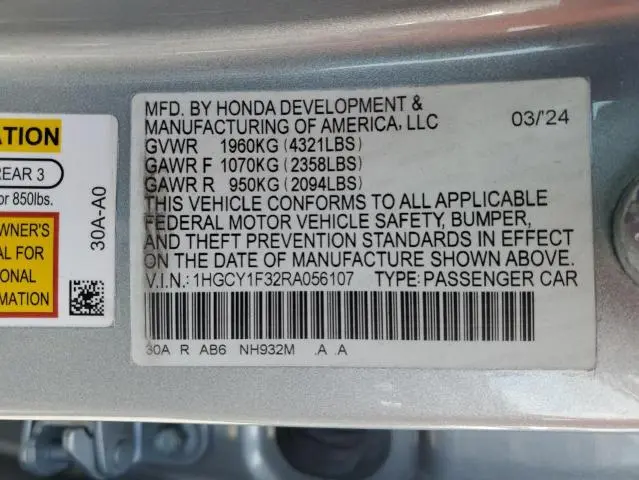 ATION
REAR 3
or 850lbs.
OWNER'S
AL FOR
IONAL
RMATION
30A-A0
MFD. BY HONDA DEVELOPMENT &
MANUFACTURING OF AMERICA, LLC 03/'24
GVWR 1960KG (4321LBS)
GAWR F 1070KG (2358LBS)
GAWR R 950KG (2094LBS)
THIS VEHICLE CONFORMS TO ALL APPLICABLE
FEDERAL MOTOR VEHICLE SAFETY, BUMPER,
AND THEFT PREVENTION STANDARDS IN EFFECT
ON THE DATE OF MANUFACTURE SHOWN ABOVE.
V.I.N.: 1HGCY1F32RA056107 TYPE: PASSENGER CAR
30A R AB6 NH932M .A .A